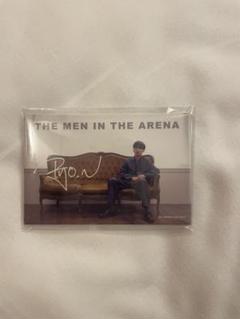 THE MEN IN THE ARENA
Ryo.N